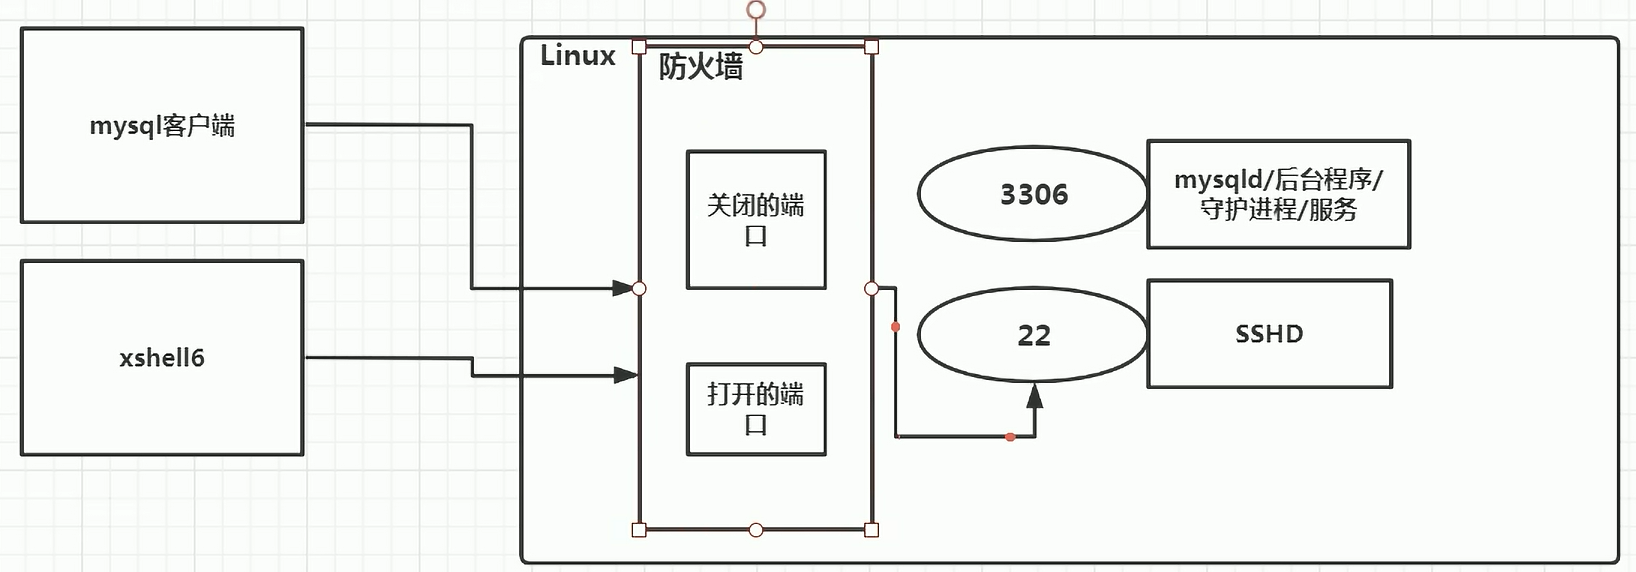 mysql客户端
xshell6
Linux
防火墙
关闭的端
口
打开的端
口
3306
mysqld/后台程序/
守护进程/服务
22
SSHD